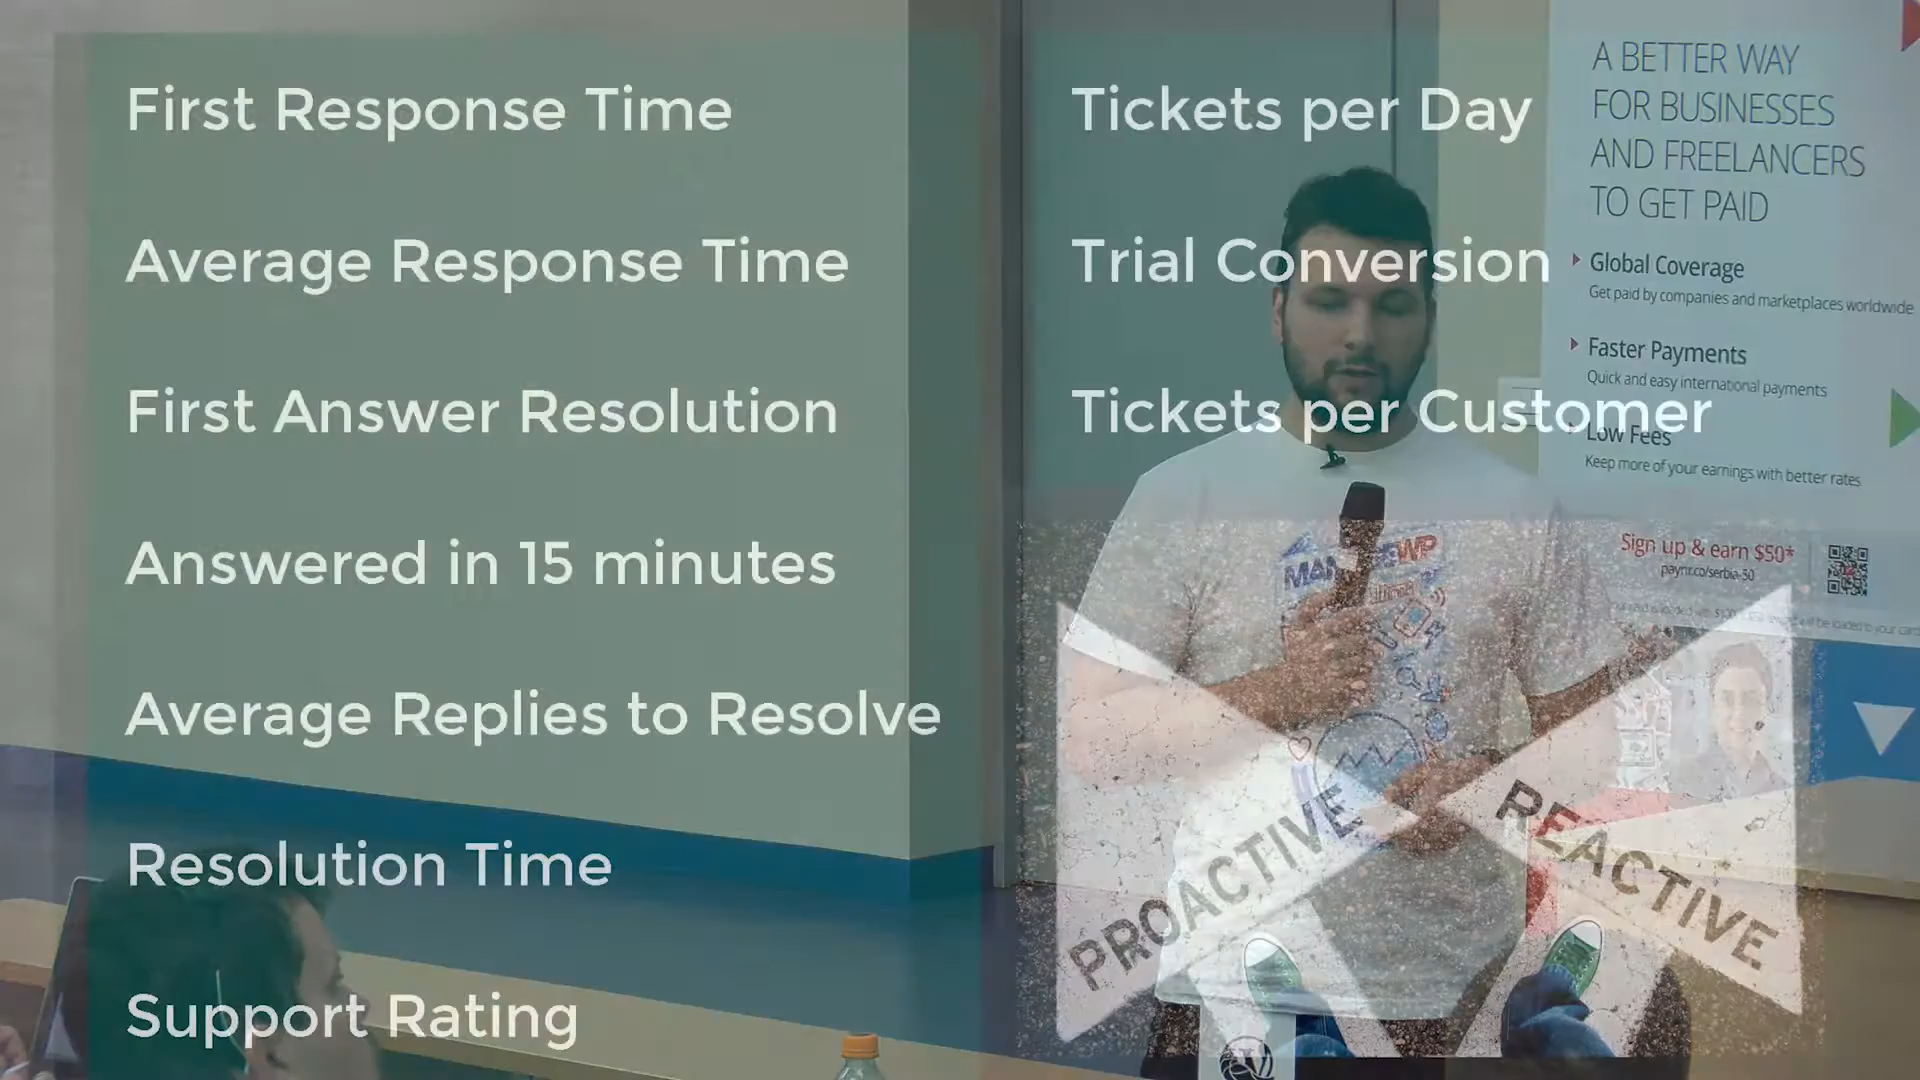 First Response Time
Average Response Time
First Answer Resolution
Answered in 15 minutes
Average Replies to Resolve
Resolution Time
Support Rating
Tickets per Day
Trial Conversion
Tickets per Customer
PROACTIVE
REACTIVE
A BETTER WAY
FOR BUSINESSES
AND FREELANCERS
TO GET PAID
Global Coverage
Get paid by companies and marketplaces worldwide
Faster Payments
Quick and easy international payments
Low Fees
Keep more of your earnings with better rates
Sign up & earn $50*